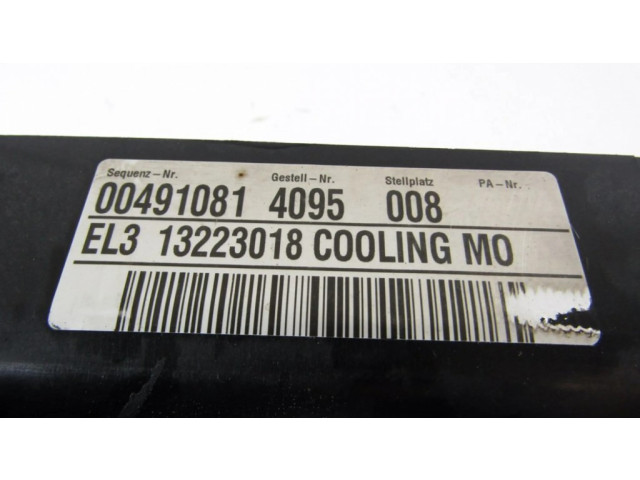 Sequenz-Nr. Gestell-Nr. Stellplatz PA-Nr.
00491081 4095 008
EL3 13223018 COOLING MO